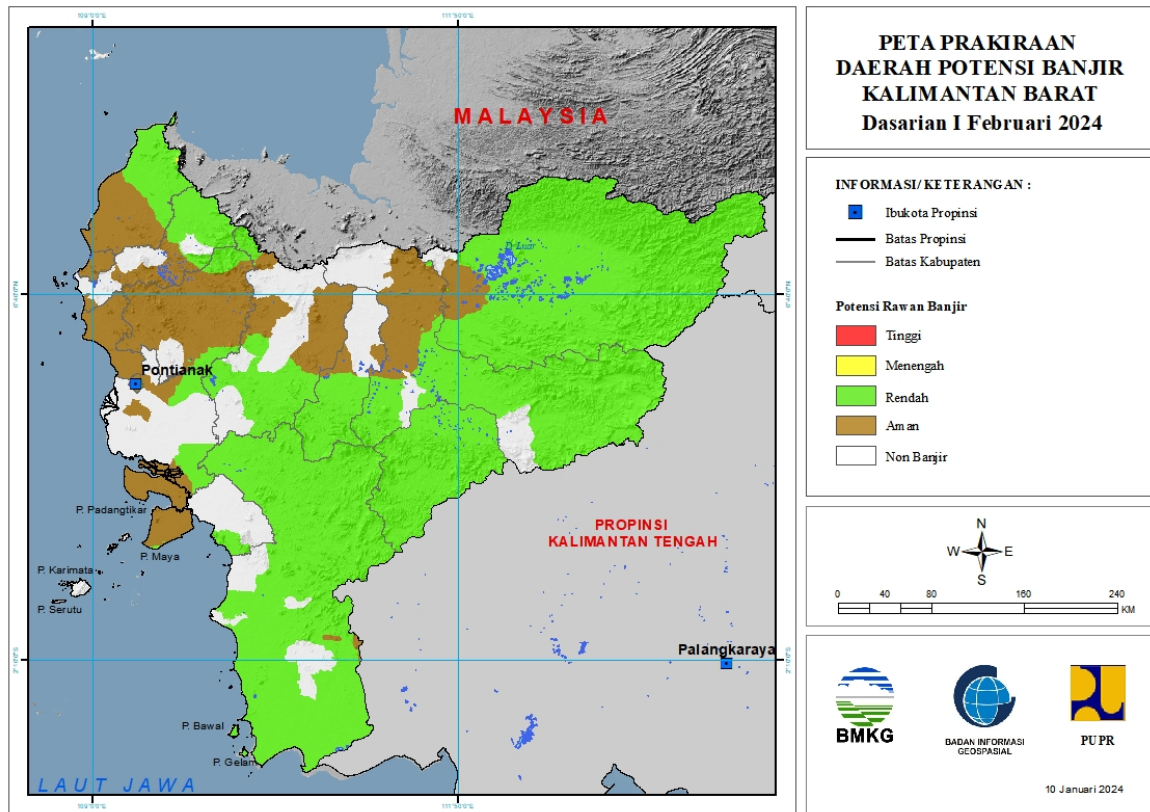 PETA PRAKIRAAN
DAERAH POTENSI BANJIR
KALIMANTAN BARAT
Dasarian I Februari 2024
INFORMASI/ KETERANGAN :
Ibukota Propinsi
Batas Propinsi
Batas Kabupaten
Potensi Rawan Banjir
Tinggi
Menengah
Rendah
Aman
Non Banjir
N
W E
S
0 40 80 160 240
KM
BMKG
BADAN INFORMASI
GEOSPASIAL
PUPR
10 Januari 2024
MALAYSIA
Pontianak
P. Padangtikar
P. Maya
P. Karimata
P. Serutu
PROPINSI
KALIMANTAN TENGAH
Palangkaraya
P. Bawal
P. Gelam
LAUT JAWA